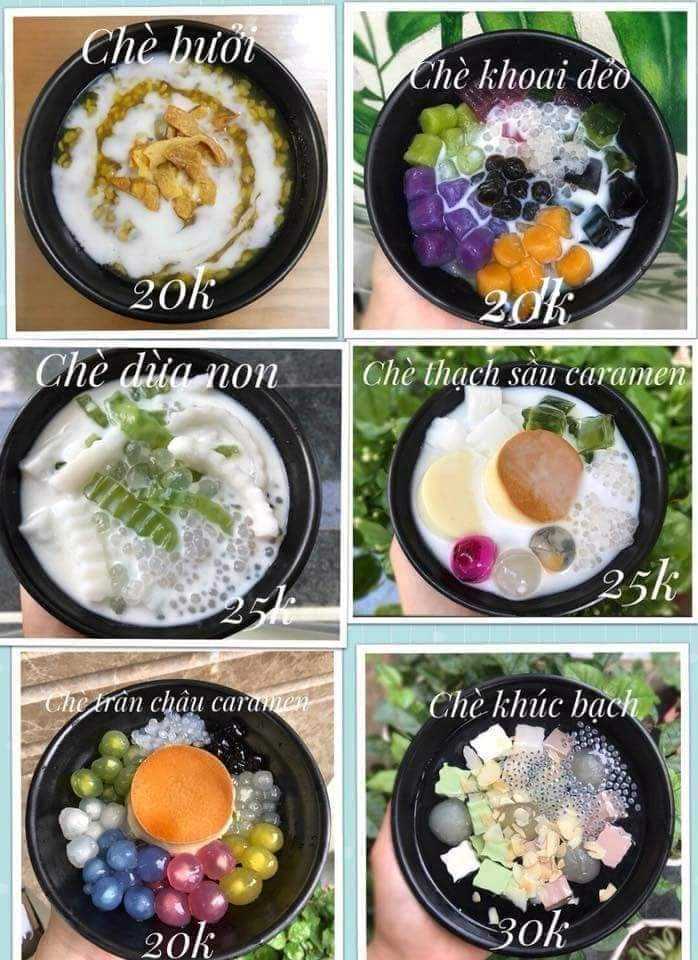 Chè bưởi
20k
Chè khoai dẻo
20k
Chè dừa non
25k
Chè thạch sầu caramen
25k
Chè trân châu caramen
20k
Chè khúc bạch
30k